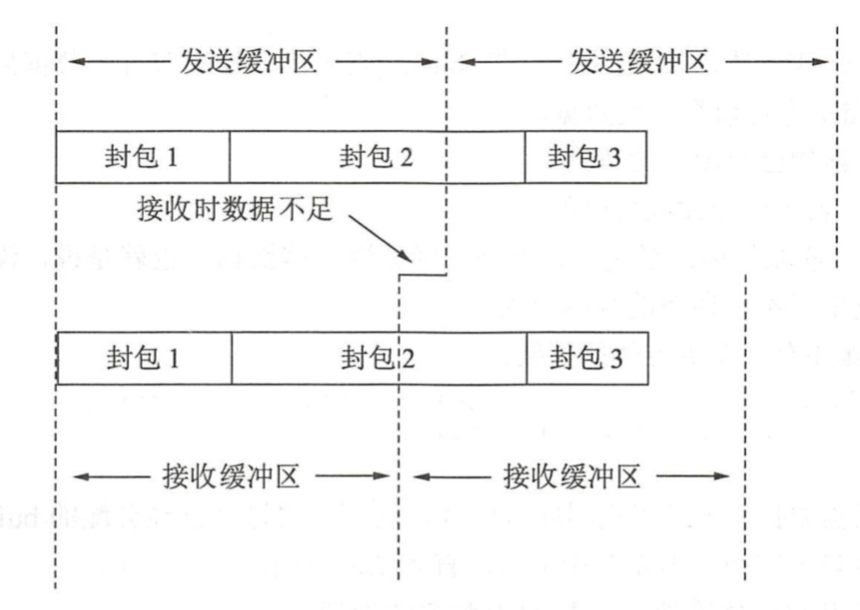 发送缓冲区 发送缓冲区
封包 1 封包 2 封包 3
接收时数据不足
封包 1 封包 2 封包 3
接收缓冲区 接收缓冲区